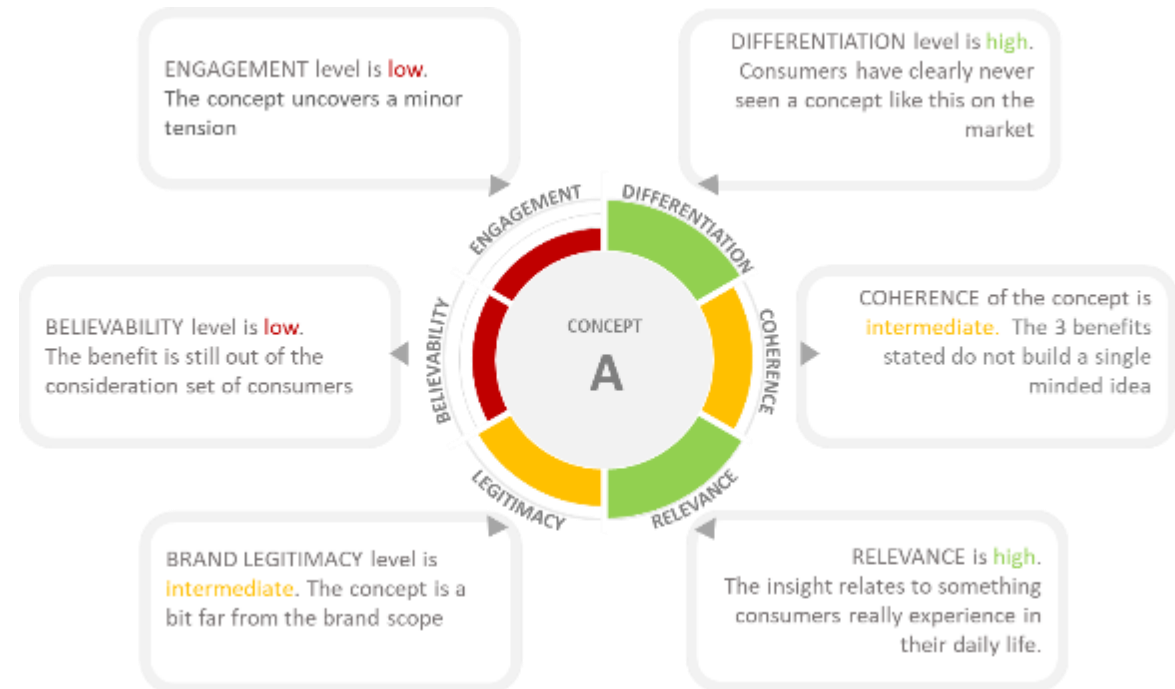 ENGAGEMENT level is low.
The concept uncovers a minor
tension
DIFFERENTIATION level is high.
Consumers have clearly never
seen a concept like this on the
market
BELIEVABILITY level is low.
The benefit is still out of the
consideration set of consumers
ENGAGEMENT
DIFFERENTIATION
BELIEVABILITY
CONCEPT
A
COHERENCE
LEGITIMACY
RELEVANCE
COHERENCE of the concept is
intermediate. The 3 benefits
stated do not build a single
minded idea
BRAND LEGITIMACY level is
intermediate. The concept is a
bit far from the brand scope
RELEVANCE is high.
The insight relates to something
consumers really experience in
their daily life.